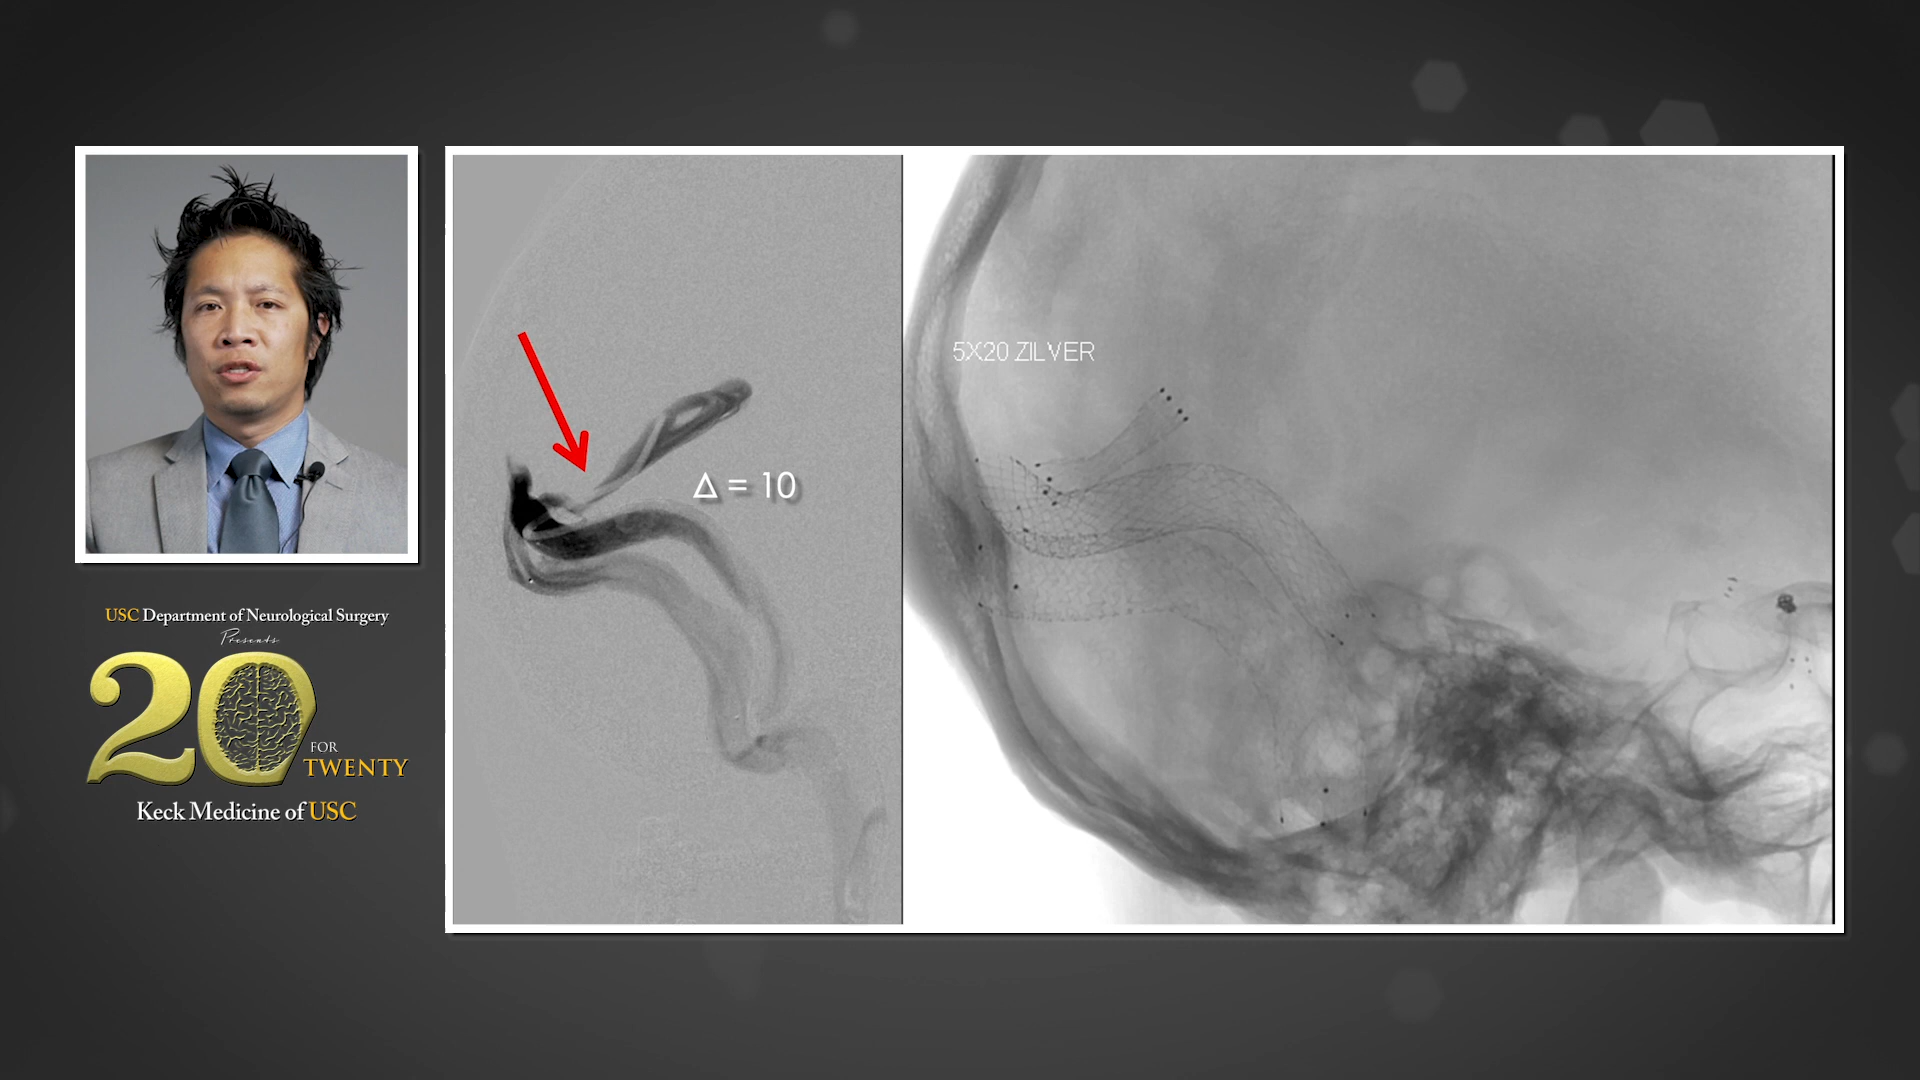 5X20 ZILVER
Δ = 10
USC Department of Neurological Surgery
Presents
20
FOR
TWENTY
Keck Medicine of USC